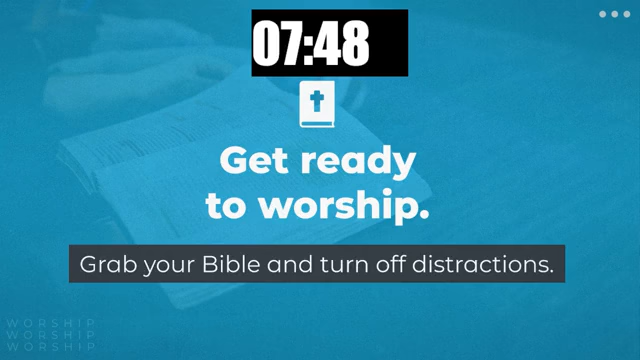 07:48
Get ready
to worship.
Grab your Bible and turn off distractions.
WORSHIP
WORSHIP
WORSHIP